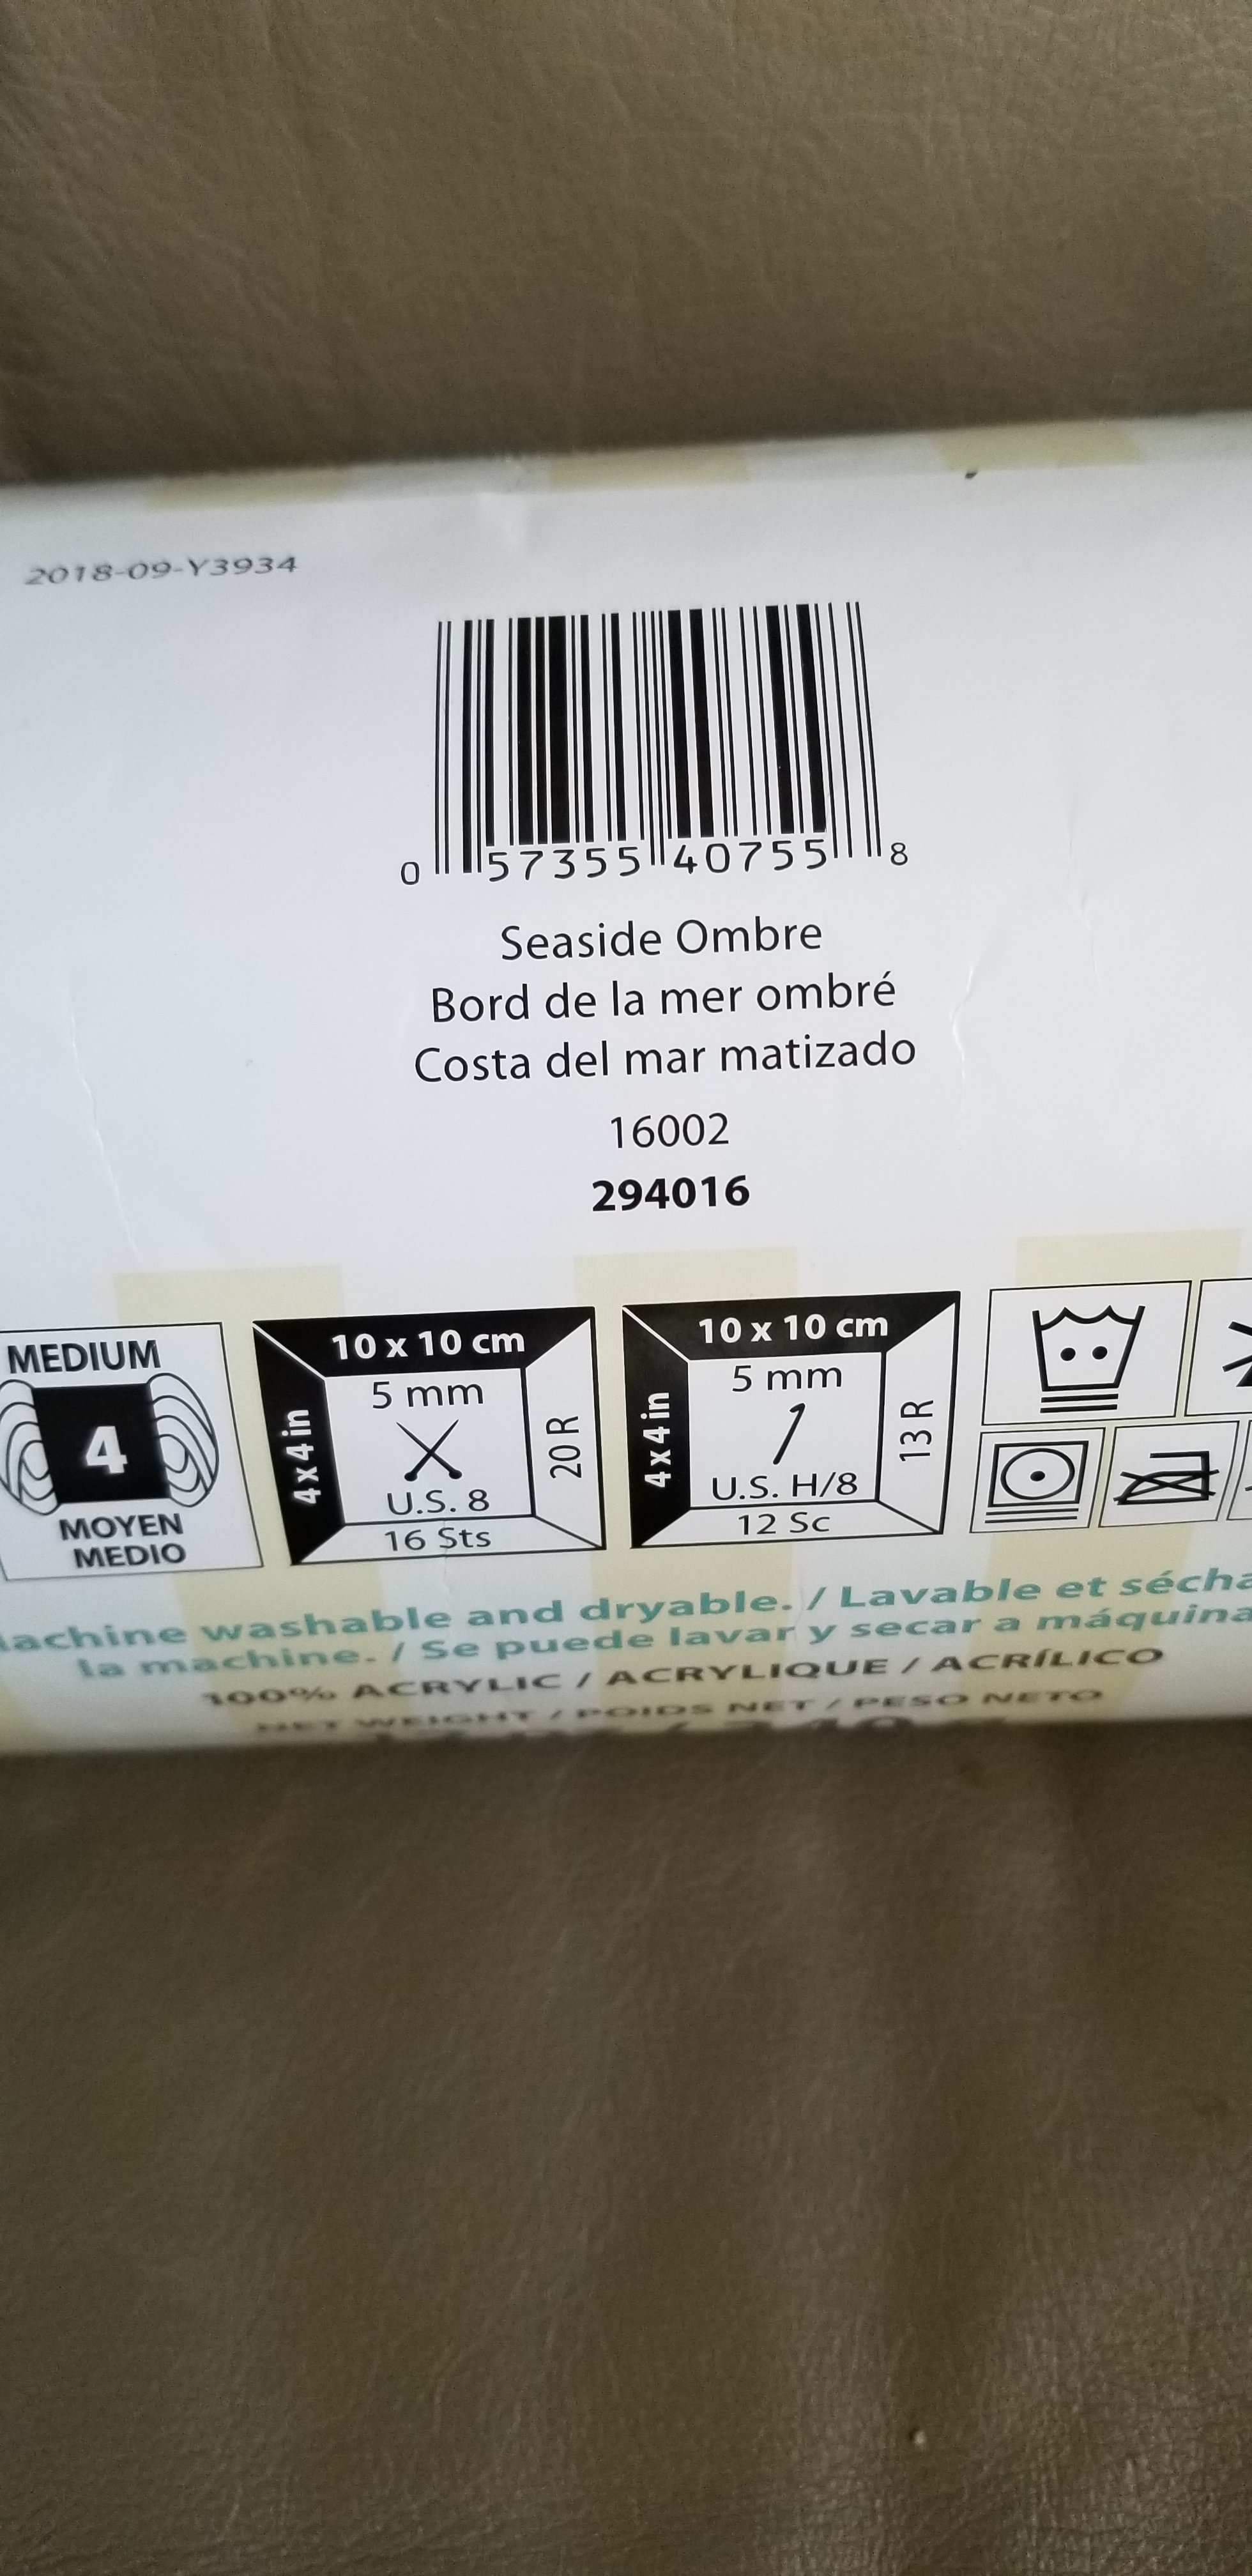 2018-09-Y3934
0 57355 40755 8
Seaside Ombre
Bord de la mer ombré
Costa del mar matizado
16002
294016
MEDIUM
4
MOYEN
MEDIO
10 x 10 cm
4 x 4 in
5 mm
U.S. 8
20 R
16 Sts
10 x 10 cm
4 x 4 in
5 mm
U.S. H/8
13 R
12 Sc
achine washable and dryable. / Lavable et sécha
la machine. / Se puede lavar y secar a máquina
100% ACRYLIC / ACRYLIQUE / ACRÍLICO
NET WEIGHT / POIDS NET / PESO NETO